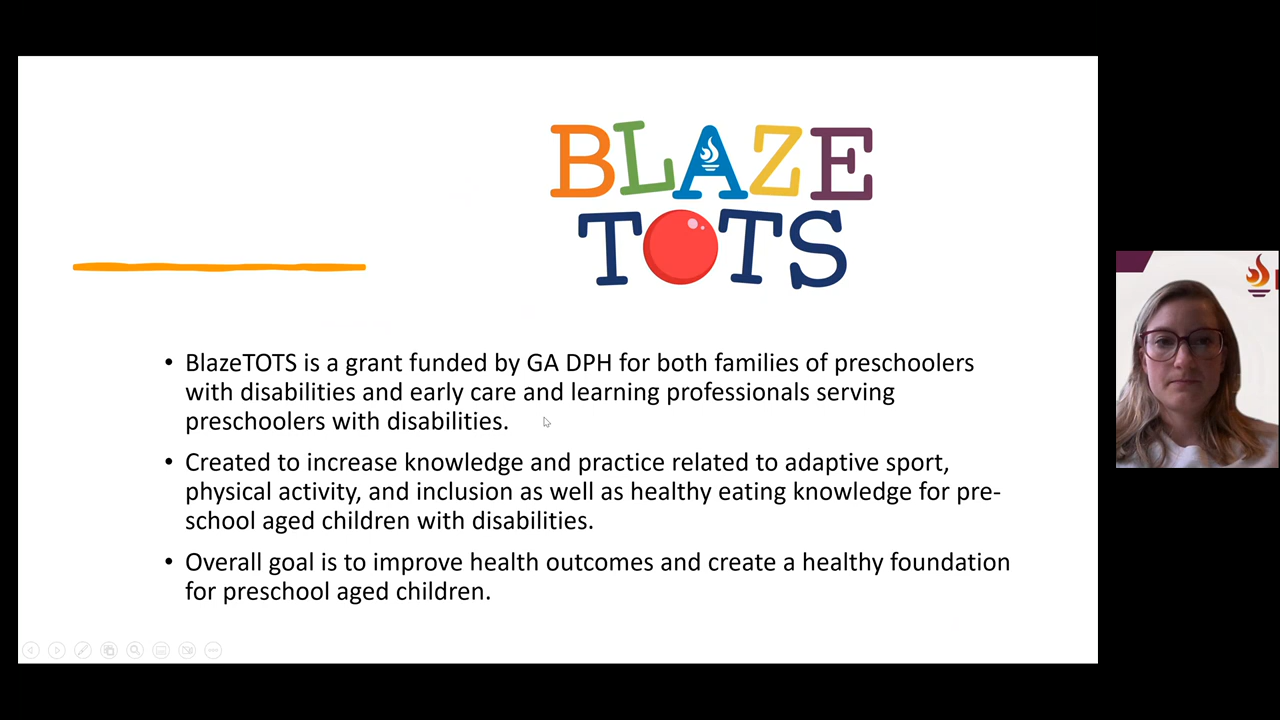 BLAZE
TOTS
• BlazeTOTS is a grant funded by GA DPH for both families of preschoolers
with disabilities and early care and learning professionals serving
preschoolers with disabilities.
• Created to increase knowledge and practice related to adaptive sport,
physical activity, and inclusion as well as healthy eating knowledge for pre-
school aged children with disabilities.
• Overall goal is to improve health outcomes and create a healthy foundation
for preschool aged children.